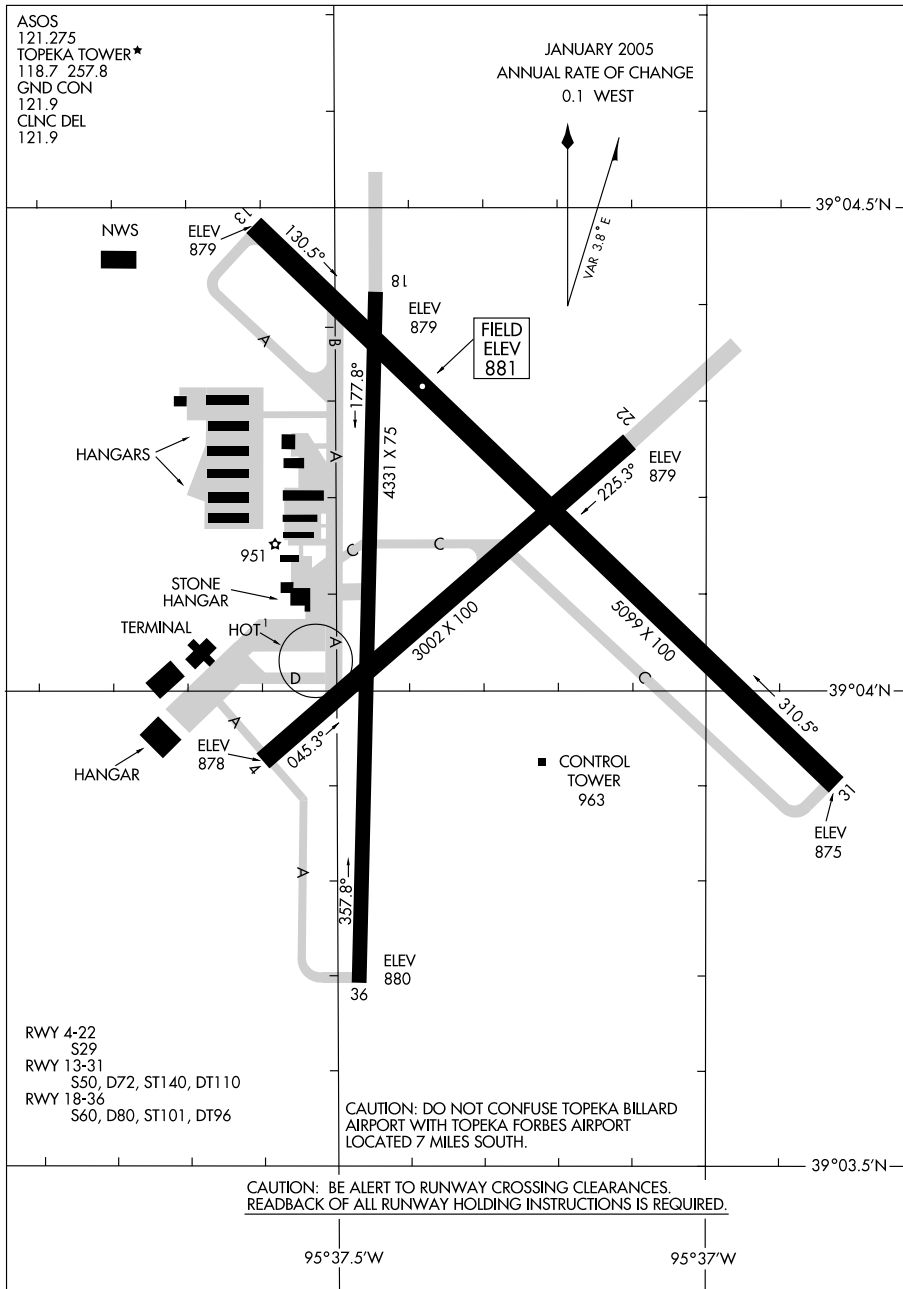 ASOS
121.275
TOPEKA TOWER★
118.7 257.8
GND CON
121.9
CLNC DEL
121.9
JANUARY 2005
ANNUAL RATE OF CHANGE
0.1 WEST
VAR 3.8° E
39°04.5'N
NWS
ELEV
879
13
130.5°
18
ELEV
879
FIELD
ELEV
881
A
B
177.8°
4331 X 75
22
ELEV
879
225.3°
HANGARS
A
951
C
C
STONE
HANGAR
TERMINAL
HOT1
A
3002 X 100
5099 X 100
D
C
39°04'N
310.5°
A
045.3°
ELEV
878
4
HANGAR
CONTROL
TOWER
963
31
ELEV
875
A
357.8°
ELEV
880
36
RWY 4-22
S29
RWY 13-31
S50, D72, ST140, DT110
RWY 18-36
S60, D80, ST101, DT96
CAUTION: DO NOT CONFUSE TOPEKA BILLARD
AIRPORT WITH TOPEKA FORBES AIRPORT
LOCATED 7 MILES SOUTH.
39°03.5'N
CAUTION: BE ALERT TO RUNWAY CROSSING CLEARANCES.
READBACK OF ALL RUNWAY HOLDING INSTRUCTIONS IS REQUIRED.
95°37.5'W
95°37'W